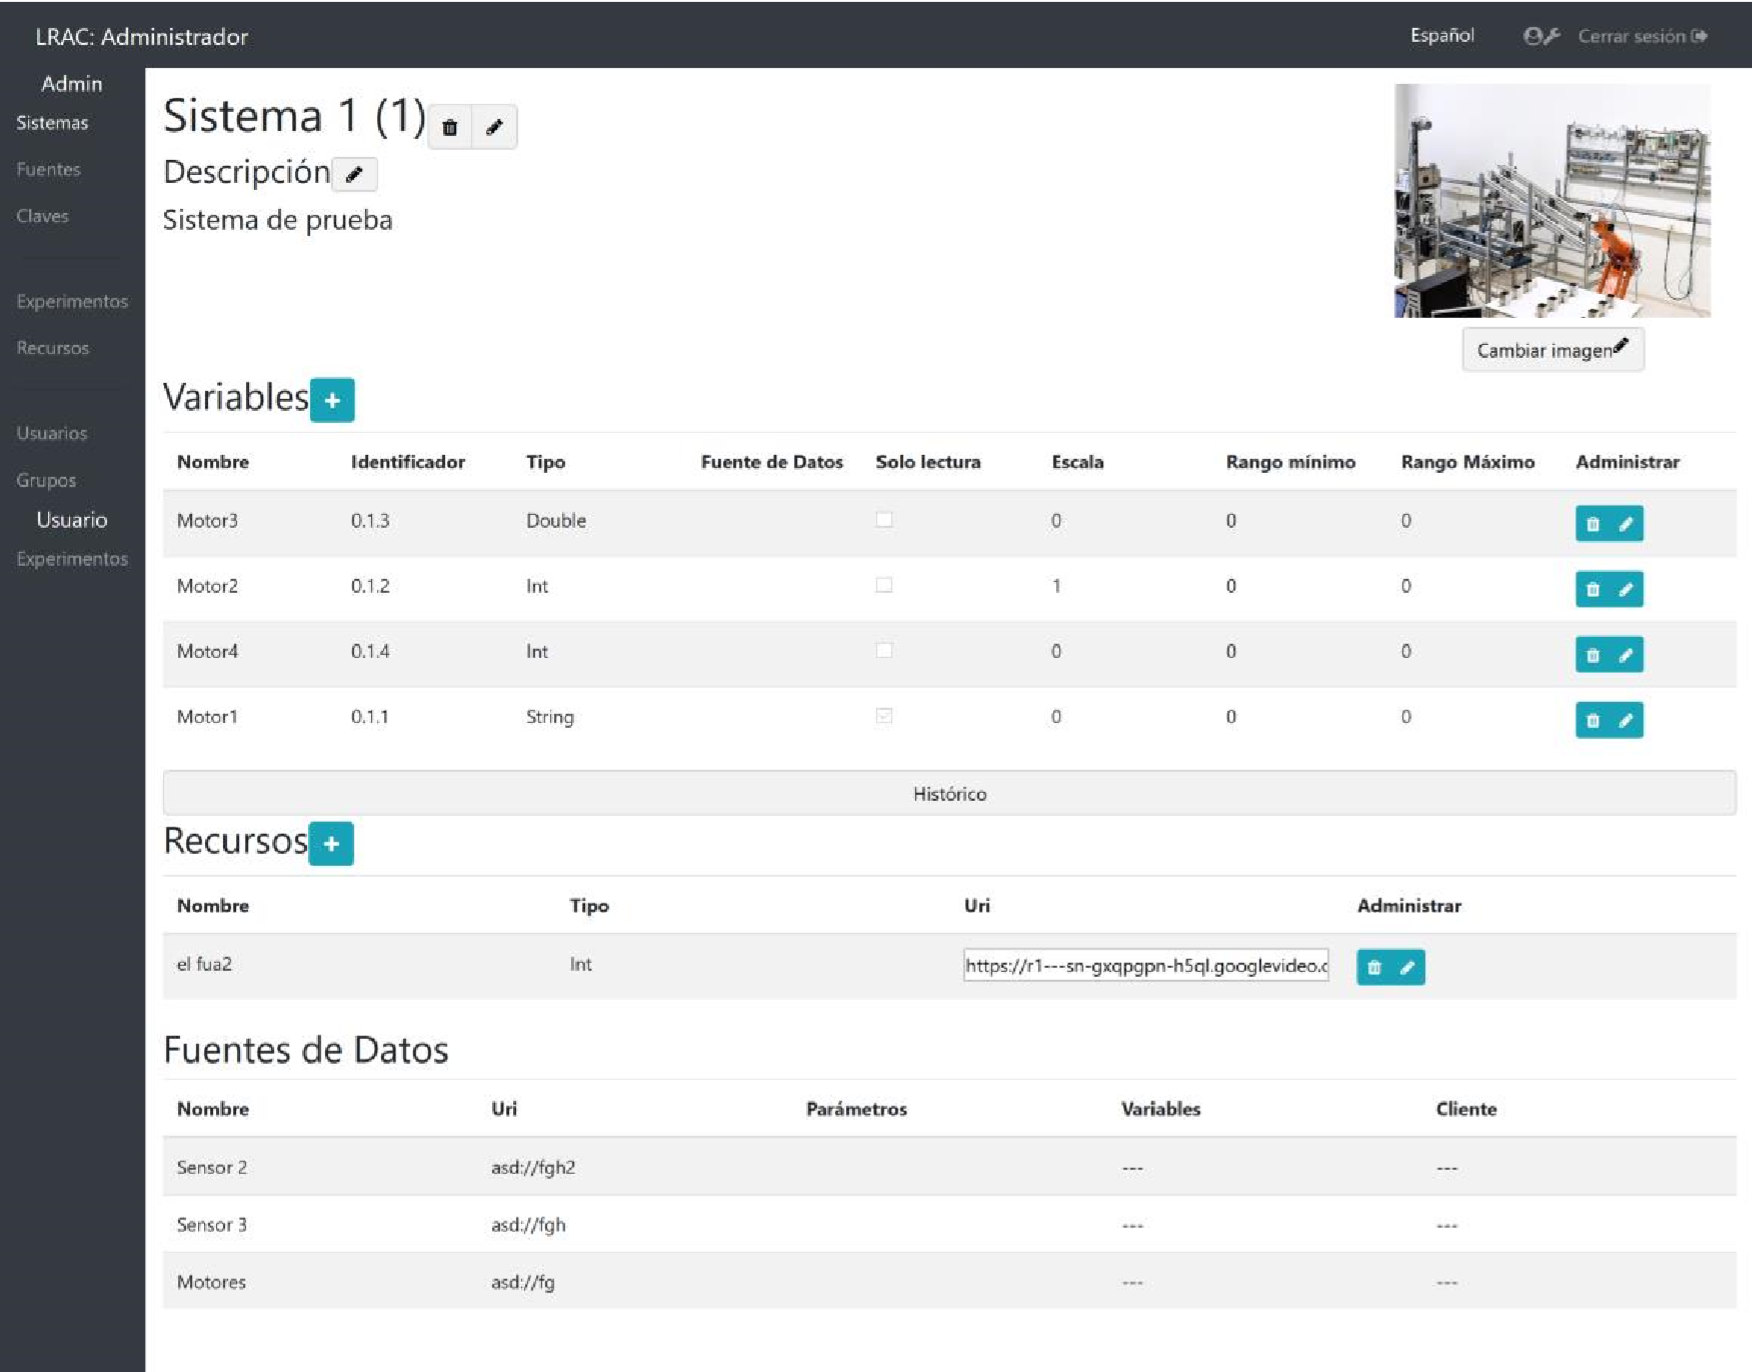 LRAC: Administrador Español Cerrar sesión
Admin
Sistemas
Fuentes
Claves
Experimentos
Recursos
Usuarios
Grupos
Usuario
Experimentos
Sistema 1 (1)
Descripción
Sistema de prueba
Cambiar imagen
Variables +
Nombre Identificador Tipo Fuente de Datos Solo lectura Escala Rango mínimo Rango Máximo Administrar
Motor3 0.1.3 Double 0 0 0
Motor2 0.1.2 Int 1 0 0
Motor4 0.1.4 Int 0 0 0
Motor1 0.1.1 String 0 0 0
Histórico
Recursos +
Nombre Tipo Uri Administrar
el fua2 Int https://r1---sn-gxqpgpn-h5ql.googlevideo.c
Fuentes de Datos
Nombre Uri Parámetros Variables Cliente
Sensor 2 asd://fgh2 --- ---
Sensor 3 asd://fgh --- ---
Motores asd://fg --- ---